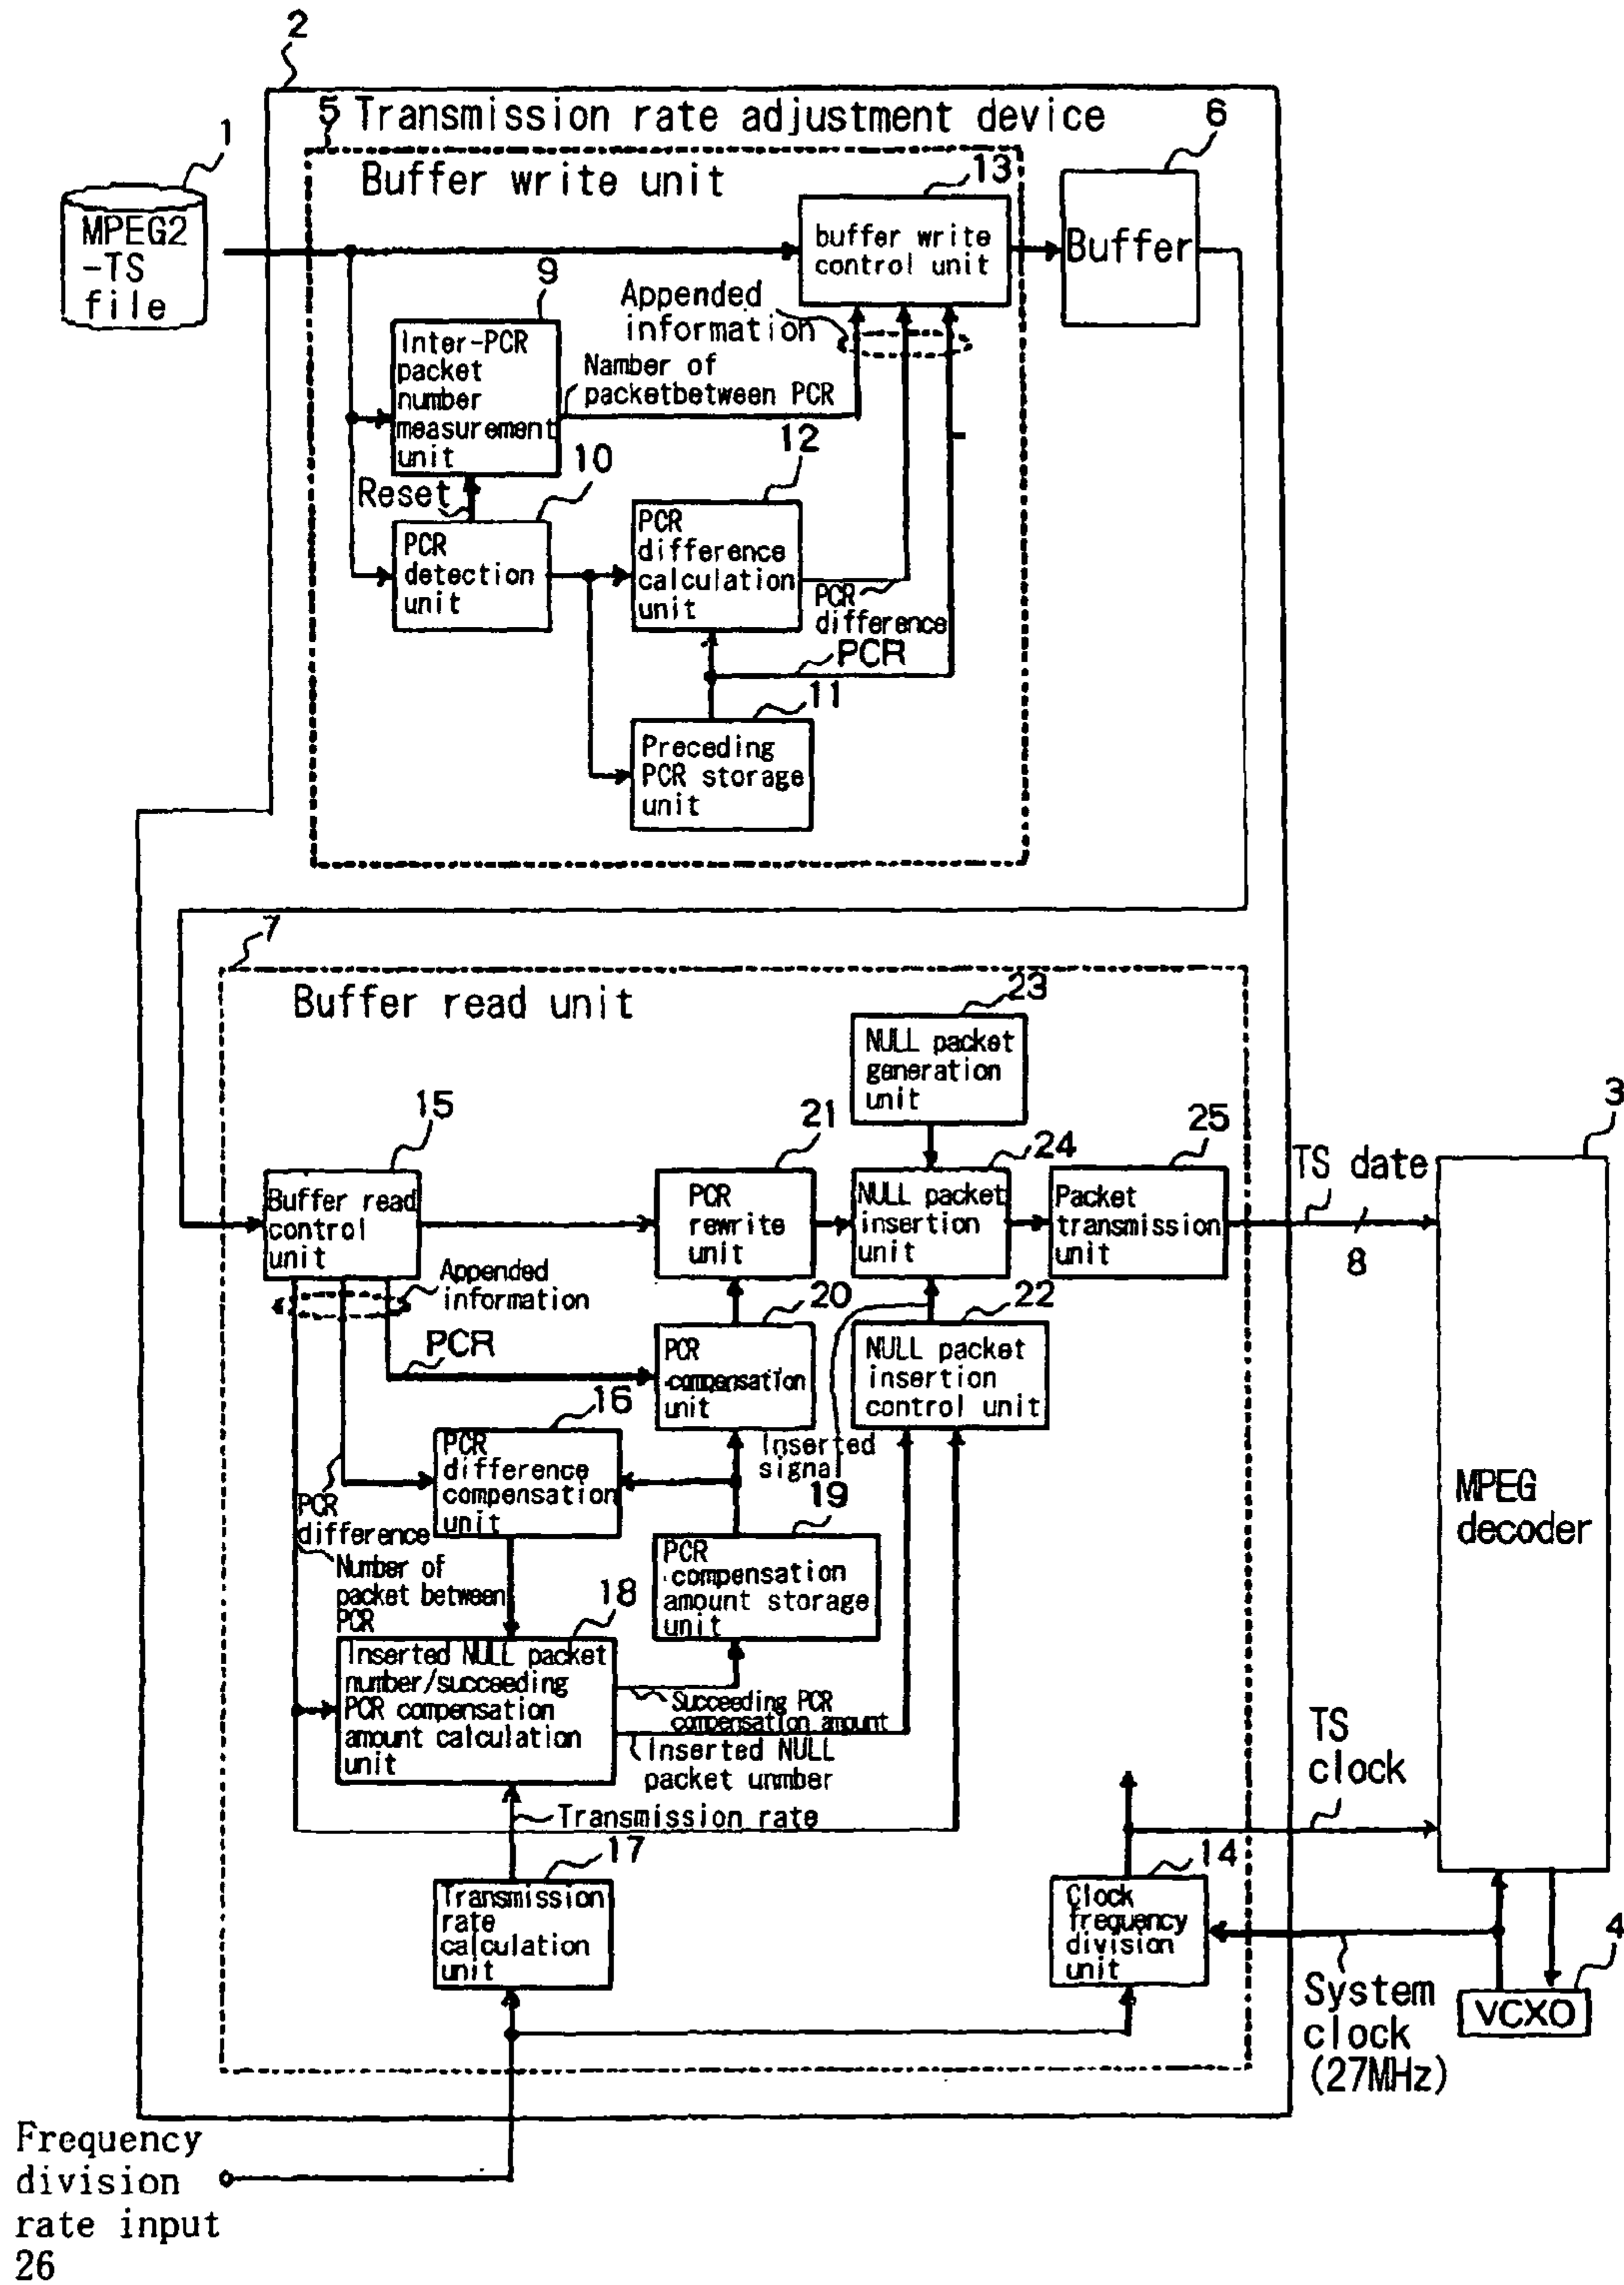 2
5 Transmission rate adjustment device
6
1
Buffer write unit
13
MPEG2
-TS
file
buffer write
control unit
Buffer
9
Appended
information
Inter-PCR
packet
number
measurement
unit
Namber of
packetbetween PCR
12
10
Reset
PCR
detection
unit
PCR
difference
calculation
unit
PCR
difference
PCR
11
Preceding
PCR storage
unit
7
Buffer read unit
23
NULL packet
generation
unit
15
21
24
25
3
TS date
8
Buffer read
control
unit
PCR
rewrite
unit
NULL packet
insertion
unit
Packet
transmission
unit
Appended
information
20
22
PCR
PCR
compensation
unit
NULL packet
insertion
control unit
16
Inserted
signal
PCR
difference
compensation
unit
19
PCR
difference
Number of
packet between
PCR
18
PCR
compensation
amount storage
unit
MPEG
decoder
Inserted NULL packet
number/succeeding
PCR compensation
amount calculation
unit
Succeeding PCR
compensation amount
Inserted NULL
packet unmber
TS
clock
Transmission rate
17
14
Transmission
rate
calculation
unit
Clock
frequency
division
unit
4
System
clock
(27MHz)
VCXO
Frequency
division
rate input
26